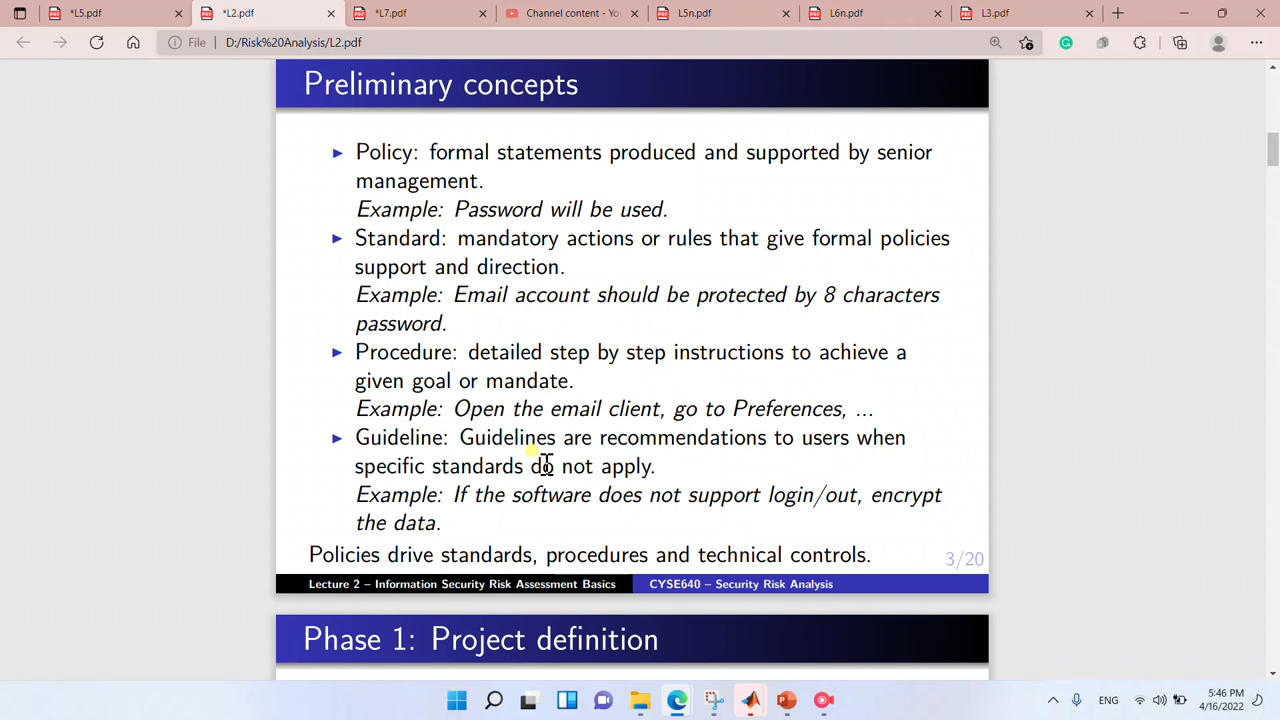 *L5.pdf
*L2.pdf
*L7.pdf
Channel content - You
L5n.pdf
L6n.pdf
L3.pdf
File
D:/Risk%20Analysis/L2.pdf
Preliminary concepts
Policy: formal statements produced and supported by senior
management.
Example: Password will be used.
Standard: mandatory actions or rules that give formal policies
support and direction.
Example: Email account should be protected by 8 characters
password.
Procedure: detailed step by step instructions to achieve a
given goal or mandate.
Example: Open the email client, go to Preferences, ...
Guideline: Guidelines are recommendations to users when
specific standards do not apply.
Example: If the software does not support login/out, encrypt
the data.
Policies drive standards, procedures and technical controls.
3/20
Lecture 2 – Information Security Risk Assessment Basics
CYSE640 – Security Risk Analysis
Phase 1: Project definition
ENG
5:46 PM
4/16/2022